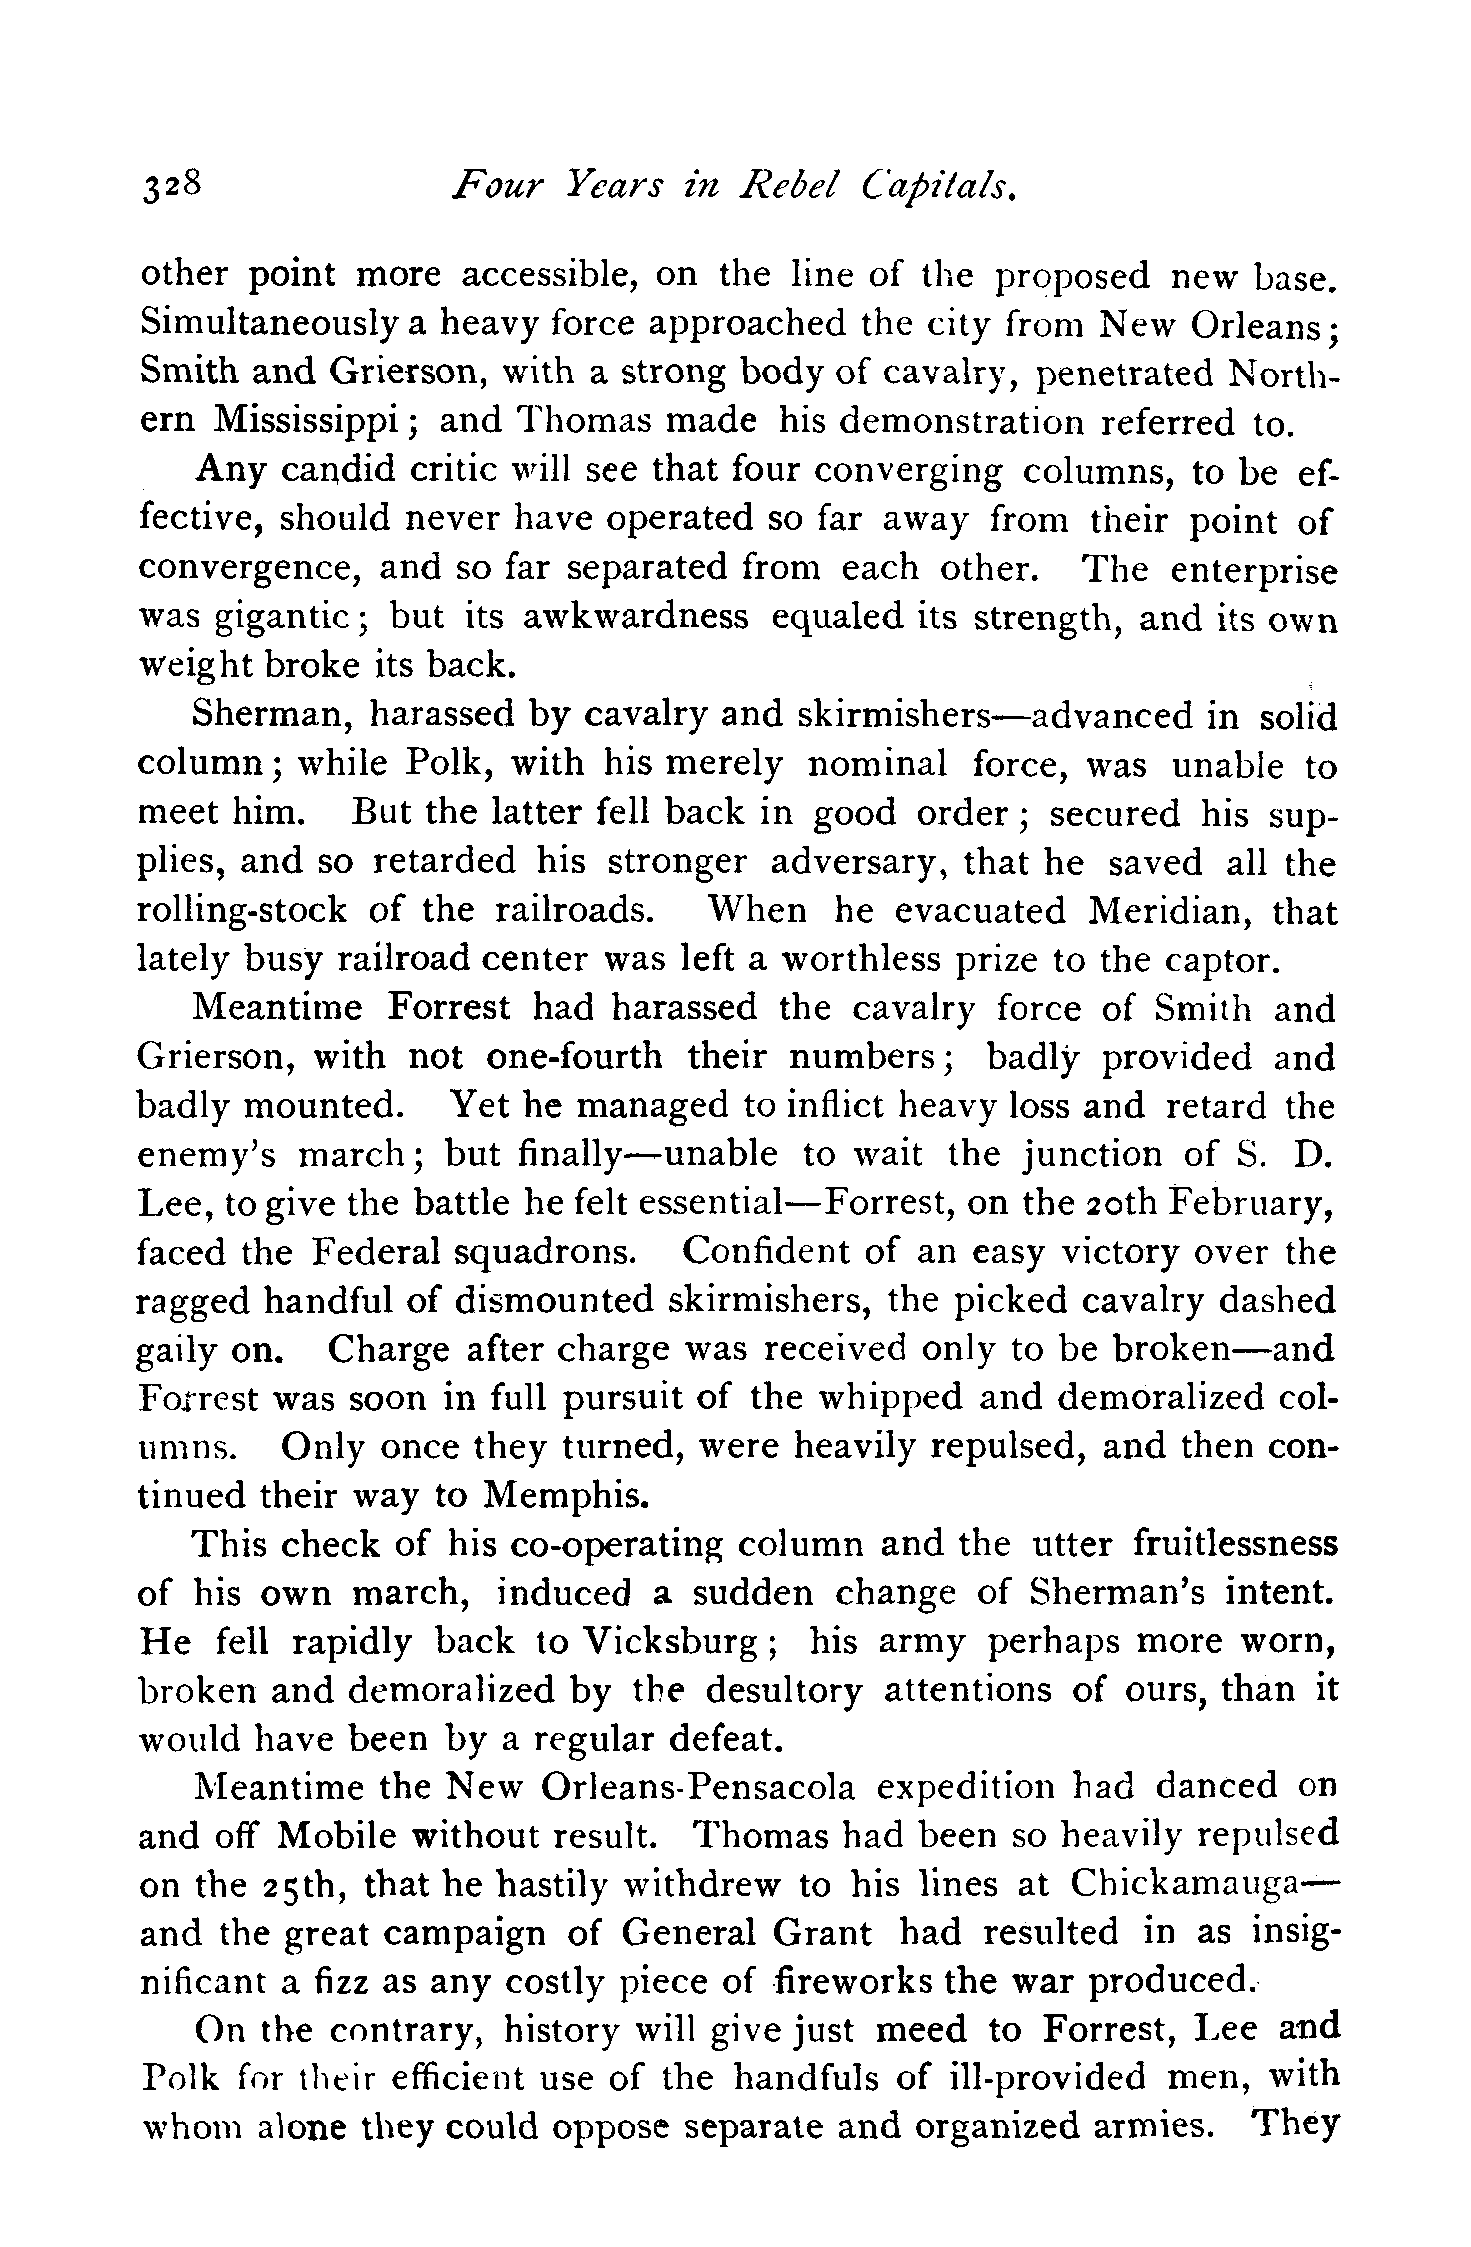 328 Four Years in Rebel Capitals.
other point more accessible, on the line of the proposed new base.
Simultaneously a heavy force approached the city from New Orleans;
Smith and Grierson, with a strong body of cavalry, penetrated North-
ern Mississippi; and Thomas made his demonstration referred to.
Any candid critic will see that four converging columns, to be ef-
fective, should never have operated so far away from their point of
convergence, and so far separated from each other. The enterprise
was gigantic; but its awkwardness equaled its strength, and its own
weight broke its back.
Sherman, harassed by cavalry and skirmishers—advanced in solid
column; while Polk, with his merely nominal force, was unable to
meet him. But the latter fell back in good order; secured his sup-
plies, and so retarded his stronger adversary, that he saved all the
rolling-stock of the railroads. When he evacuated Meridian, that
lately busy railroad center was left a worthless prize to the captor.
Meantime Forrest had harassed the cavalry force of Smith and
Grierson, with not one-fourth their numbers; badly provided and
badly mounted. Yet he managed to inflict heavy loss and retard the
enemy's march; but finally—unable to wait the junction of S. D.
Lee, to give the battle he felt essential—Forrest, on the 20th February,
faced the Federal squadrons. Confident of an easy victory over the
ragged handful of dismounted skirmishers, the picked cavalry dashed
gaily on. Charge after charge was received only to be broken—and
Forrest was soon in full pursuit of the whipped and demoralized col-
umns. Only once they turned, were heavily repulsed, and then con-
tinued their way to Memphis.
This check of his co-operating column and the utter fruitlessness
of his own march, induced a sudden change of Sherman's intent.
He fell rapidly back to Vicksburg; his army perhaps more worn,
broken and demoralized by the desultory attentions of ours, than it
would have been by a regular defeat.
Meantime the New Orleans-Pensacola expedition had danced on
and off Mobile without result. Thomas had been so heavily repulsed
on the 25th, that he hastily withdrew to his lines at Chickamauga—
and the great campaign of General Grant had resulted in as insig-
nificant a fizz as any costly piece of fireworks the war produced.
On the contrary, history will give just meed to Forrest, Lee and
Polk for their efficient use of the handfuls of ill-provided men, with
whom alone they could oppose separate and organized armies. They